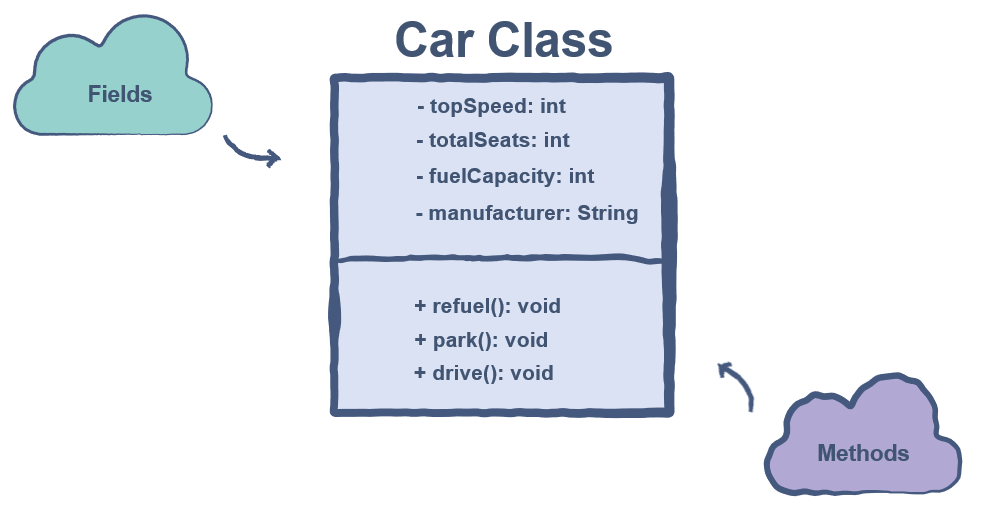 Car Class
Fields
- topSpeed: int
- totalSeats: int
- fuelCapacity: int
- manufacturer: String
+ refuel(): void
+ park(): void
+ drive(): void
Methods